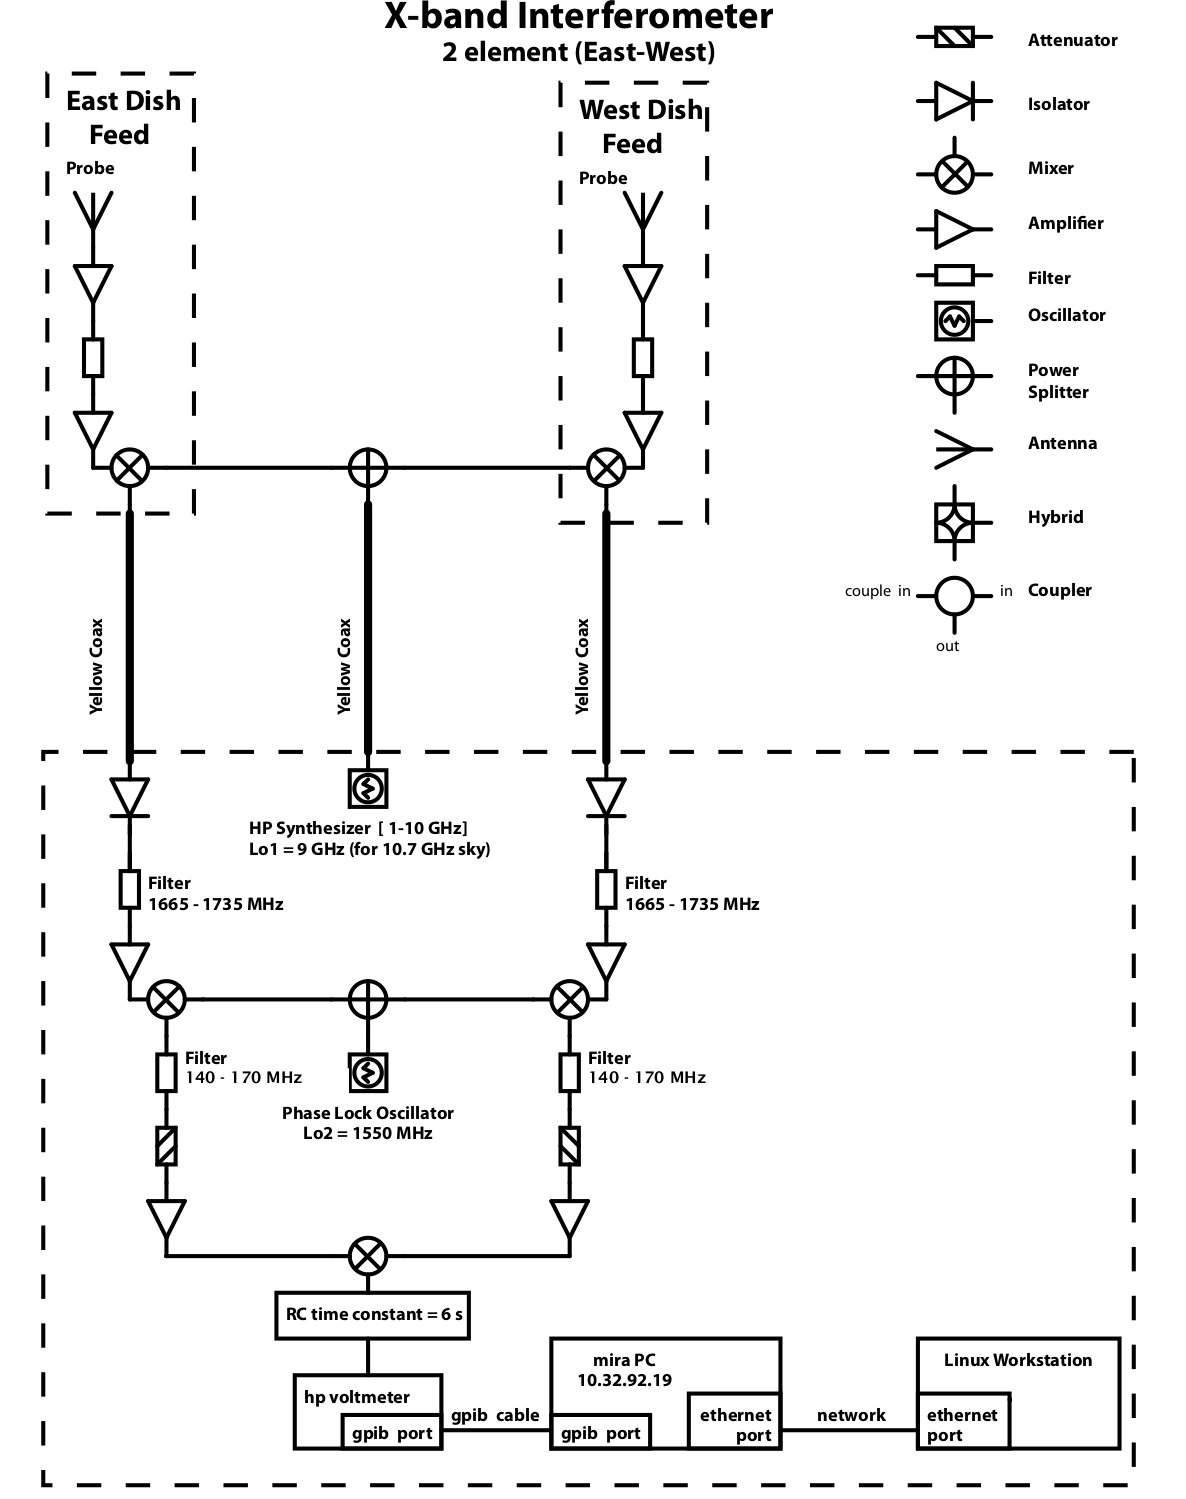 X-band Interferometer
2 element (East-West)
East Dish
Feed
Probe
West Dish
Feed
Probe
Attenuator
Isolator
Mixer
Amplifier
Filter
Oscillator
Power
Splitter
Antenna
Hybrid
couple in
in
Coupler
out
Yellow Coax
Yellow Coax
Yellow Coax
HP Synthesizer [ 1-10 GHz]
Lo1 = 9 GHz (for 10.7 GHz sky)
Filter
1665 - 1735 MHz
Filter
1665 - 1735 MHz
Filter
140 - 170 MHz
Filter
140 - 170 MHz
Phase Lock Oscillator
Lo2 = 1550 MHz
RC time constant = 6 s
hp voltmeter
gpib port
gpib cable
mira PC
10.32.92.19
gpib port
ethernet
port
network
Linux Workstation
ethernet
port